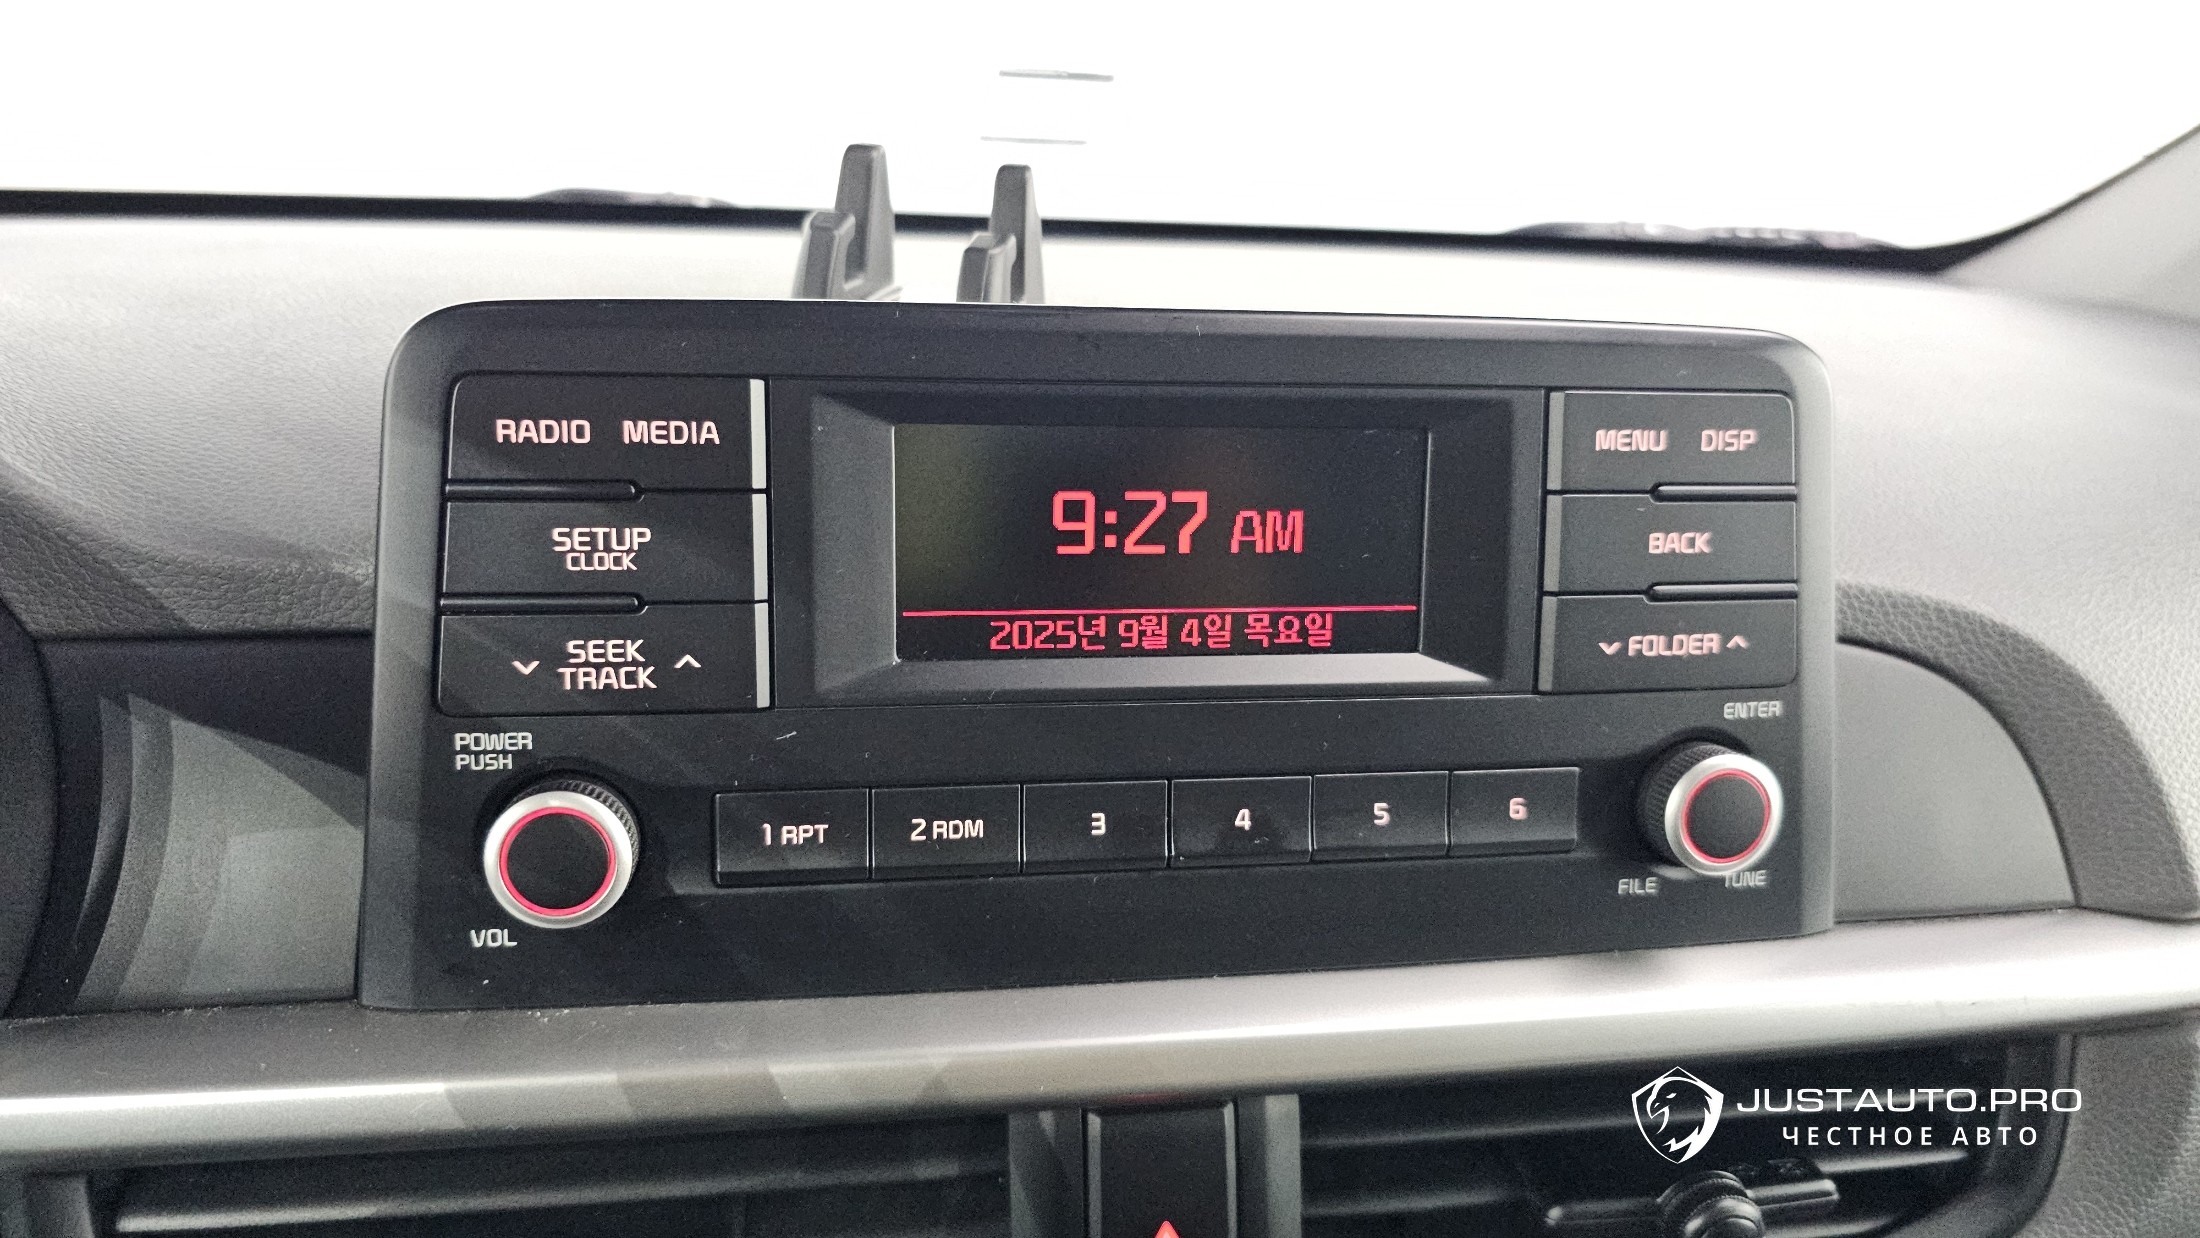 RADIO MEDIA
SETUP
CLOCK
SEEK
TRACK
POWER
PUSH
VOL
9:27 AM
2025년 9월 4일 목요일
MENU DISP
BACK
FOLDER
ENTER
1 RPT 2 RDM 3 4 5 6
FILE TUNE
JUSTAUTO.PRO
ЧЕСТНОЕ АВТО